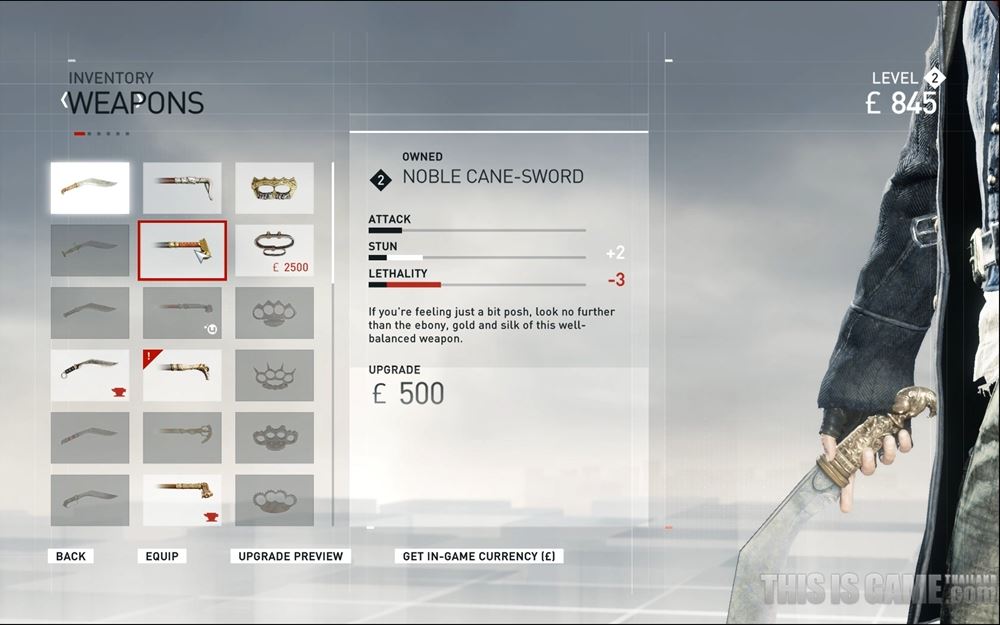 INVENTORY
WEAPONS
LEVEL 2
£ 845
£ 2500
!
OWNED
2 NOBLE CANE-SWORD
ATTACK
STUN
+2
LETHALITY
-3
If you're feeling just a bit posh, look no further
than the ebony, gold and silk of this well-
balanced weapon.
UPGRADE
£ 500
BACK
EQUIP
UPGRADE PREVIEW
GET IN-GAME CURRENCY (£)
THIS IS GAME THAILAND .com